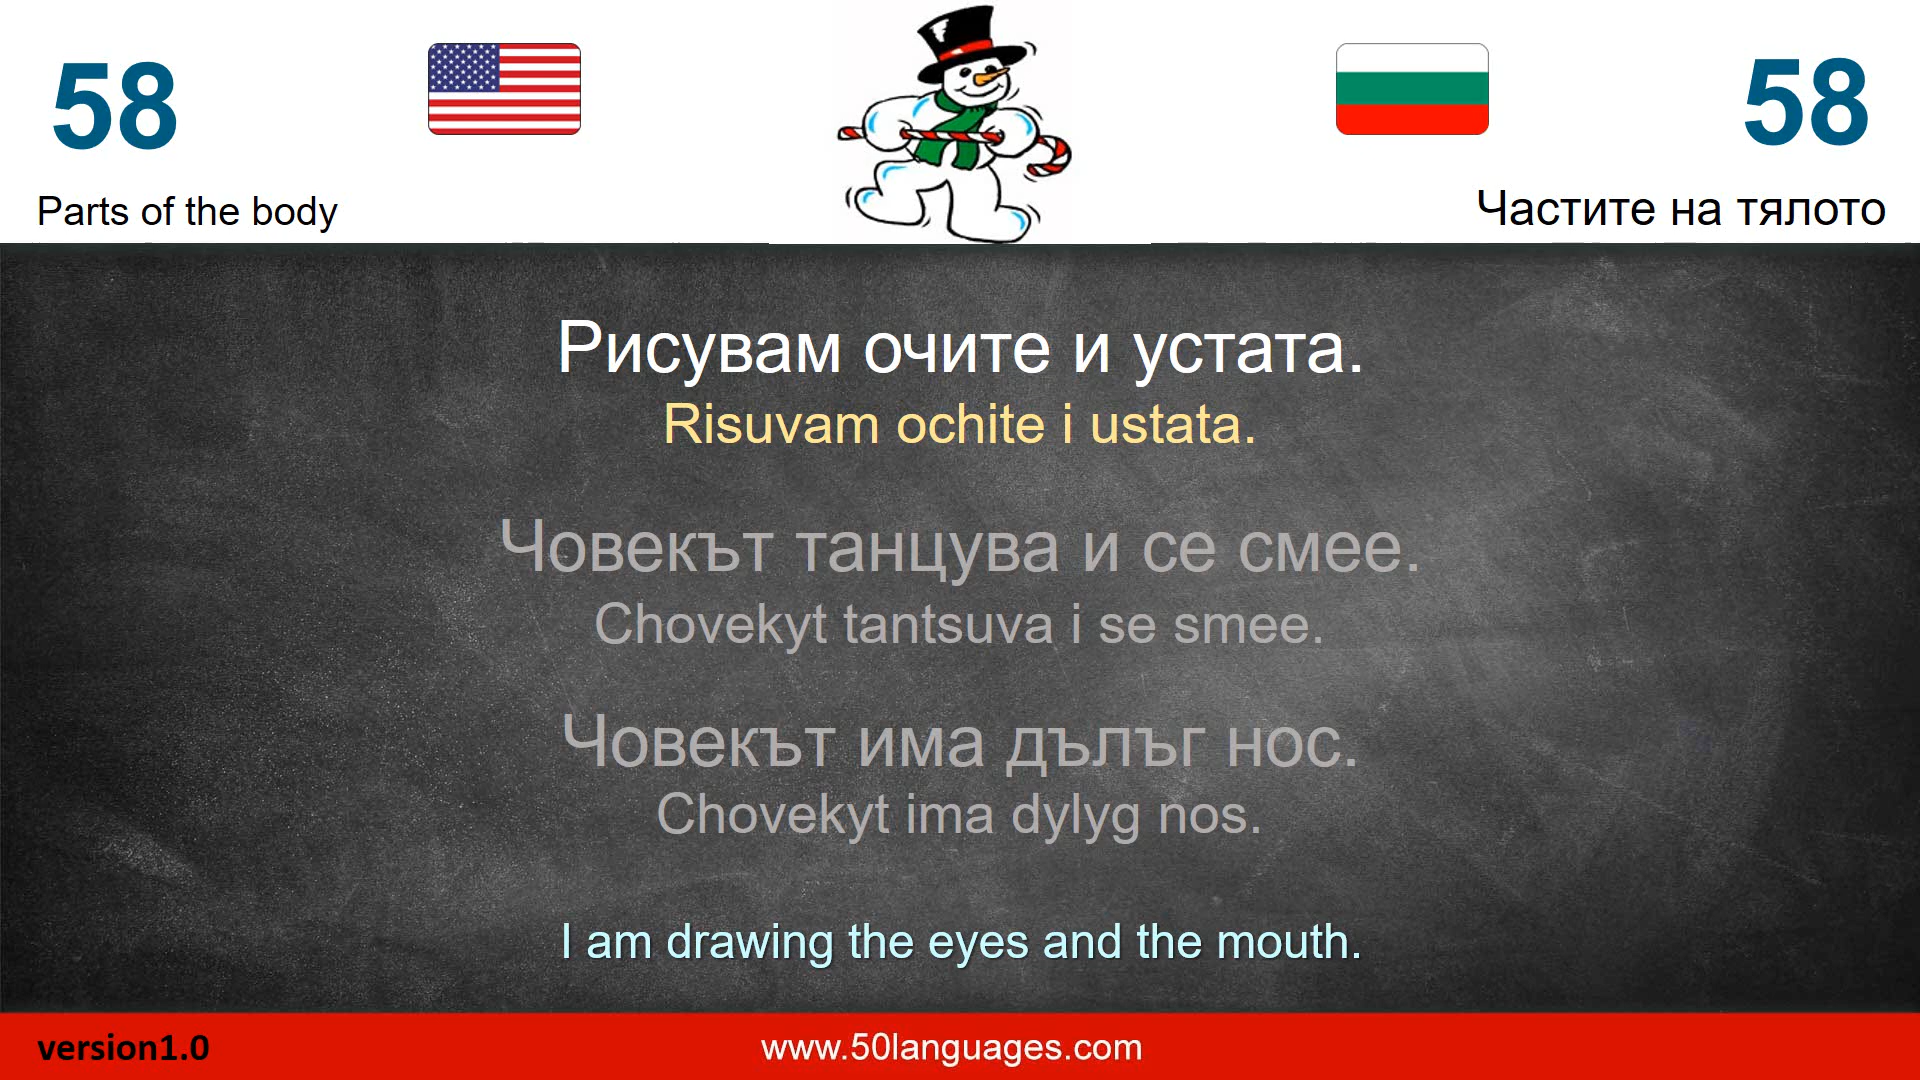 58
58
Parts of the body
Частите на тялото
Рисувам очите и устата.
Risuvam ochite i ustata.
Човекът танцува и се смее.
Chovekyt tantsuva i se smee.
Човекът има дълъг нос.
Chovekyt ima dylyg nos.
I am drawing the eyes and the mouth.
version1.0
www.50languages.com